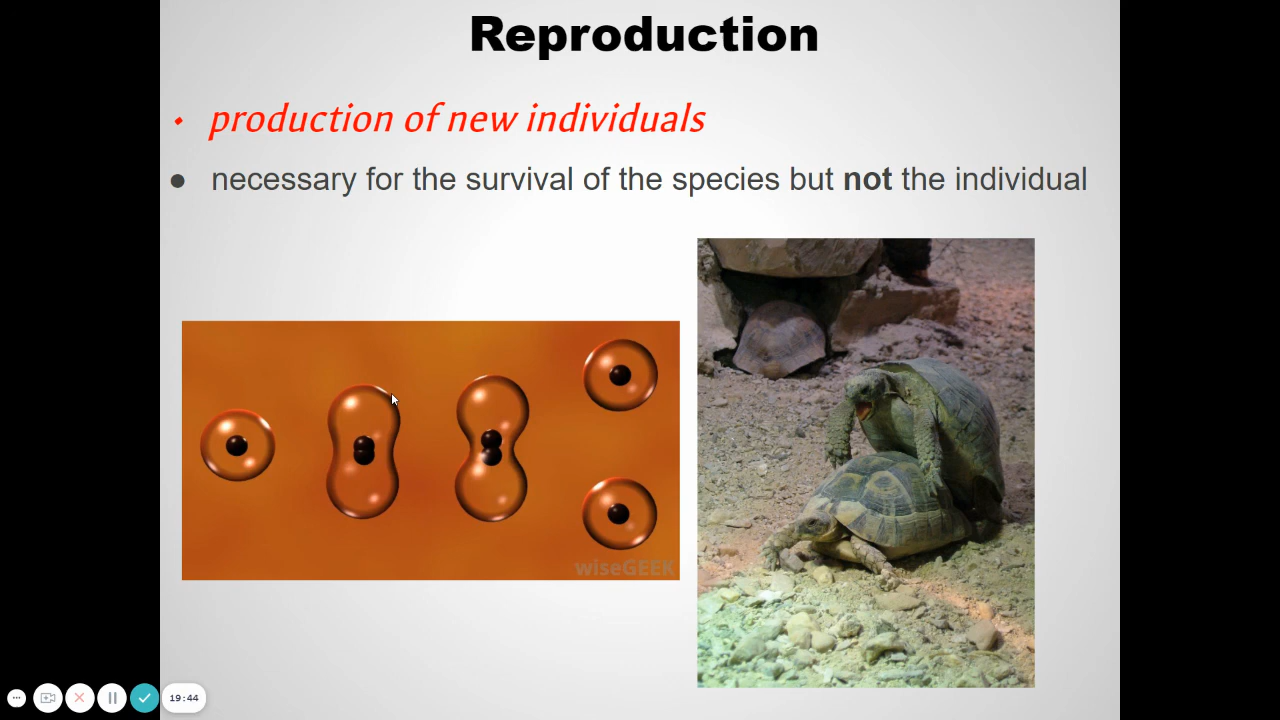 Reproduction
• production of new individuals
● necessary for the survival of the species but not the individual
wiseGEEK
19:44